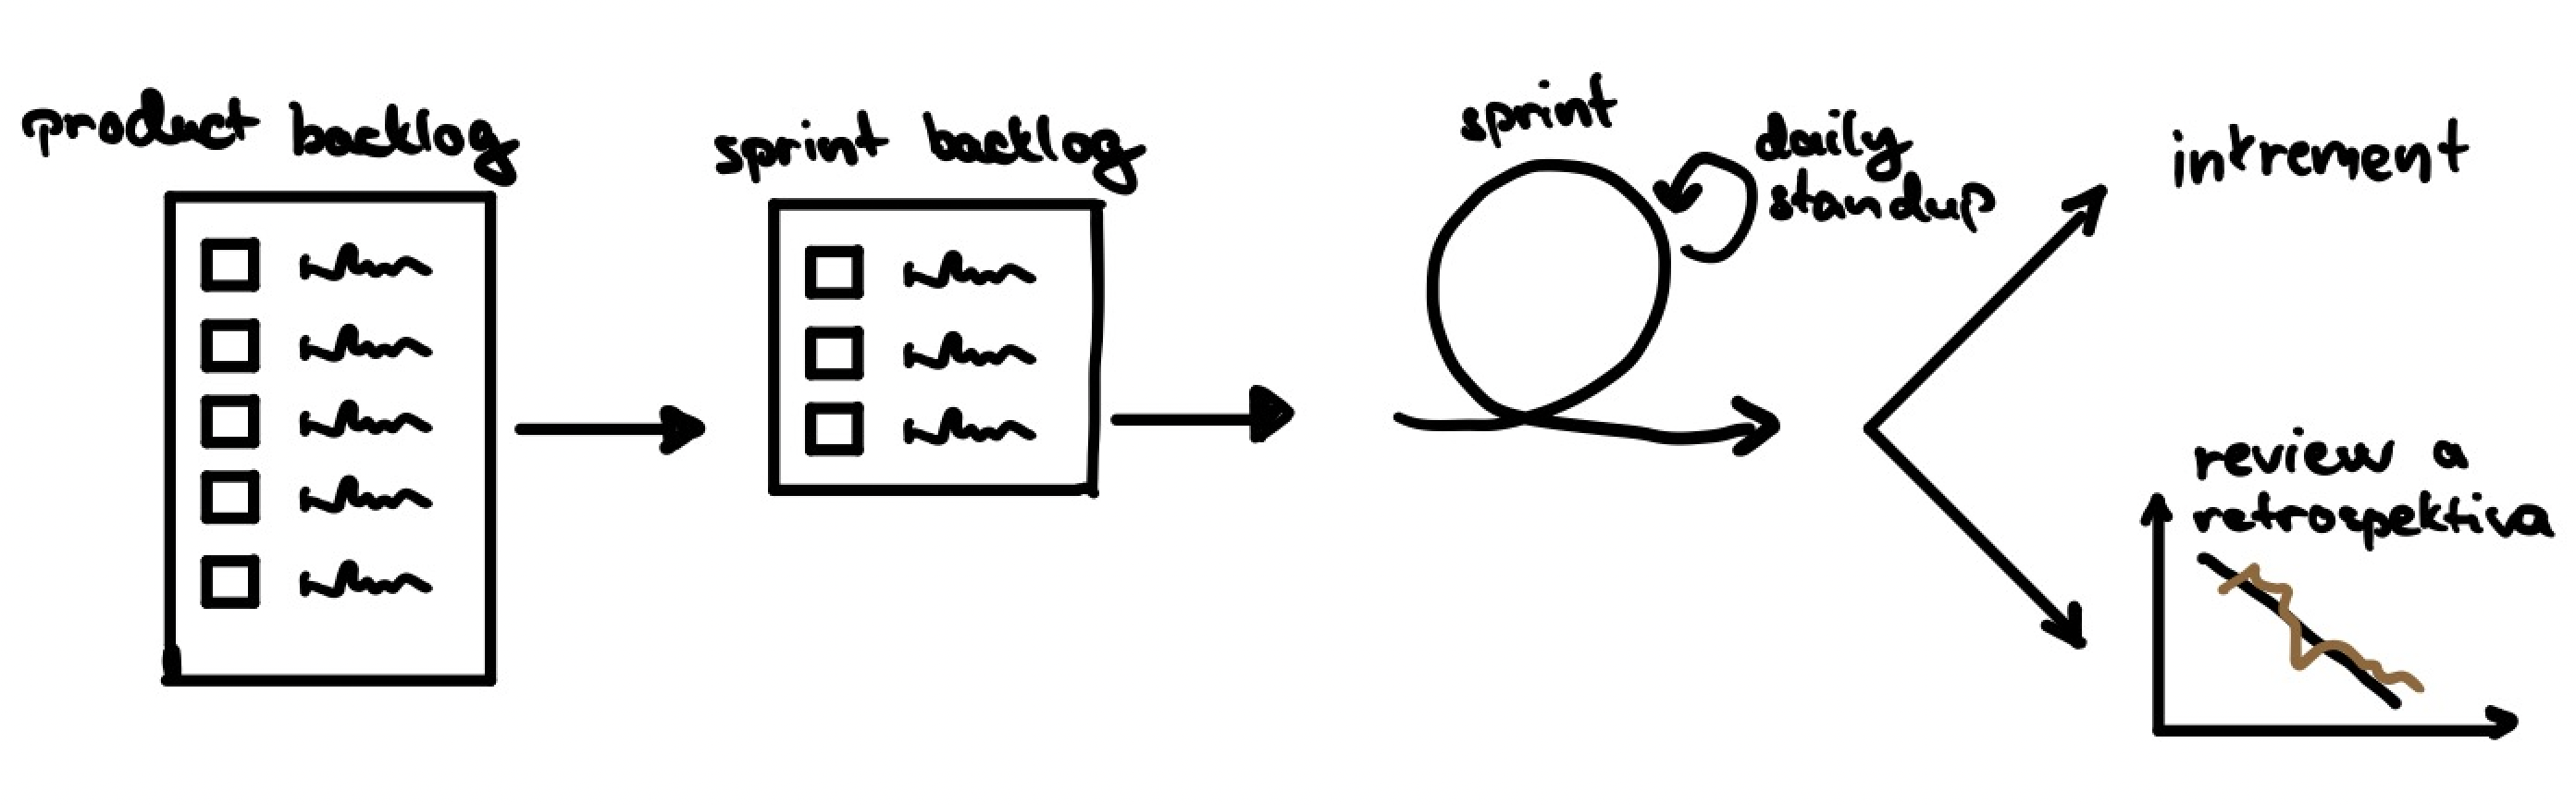 product backlog
sprint backlog
sprint
daily
standup
inkrement
review a
retrospektiva